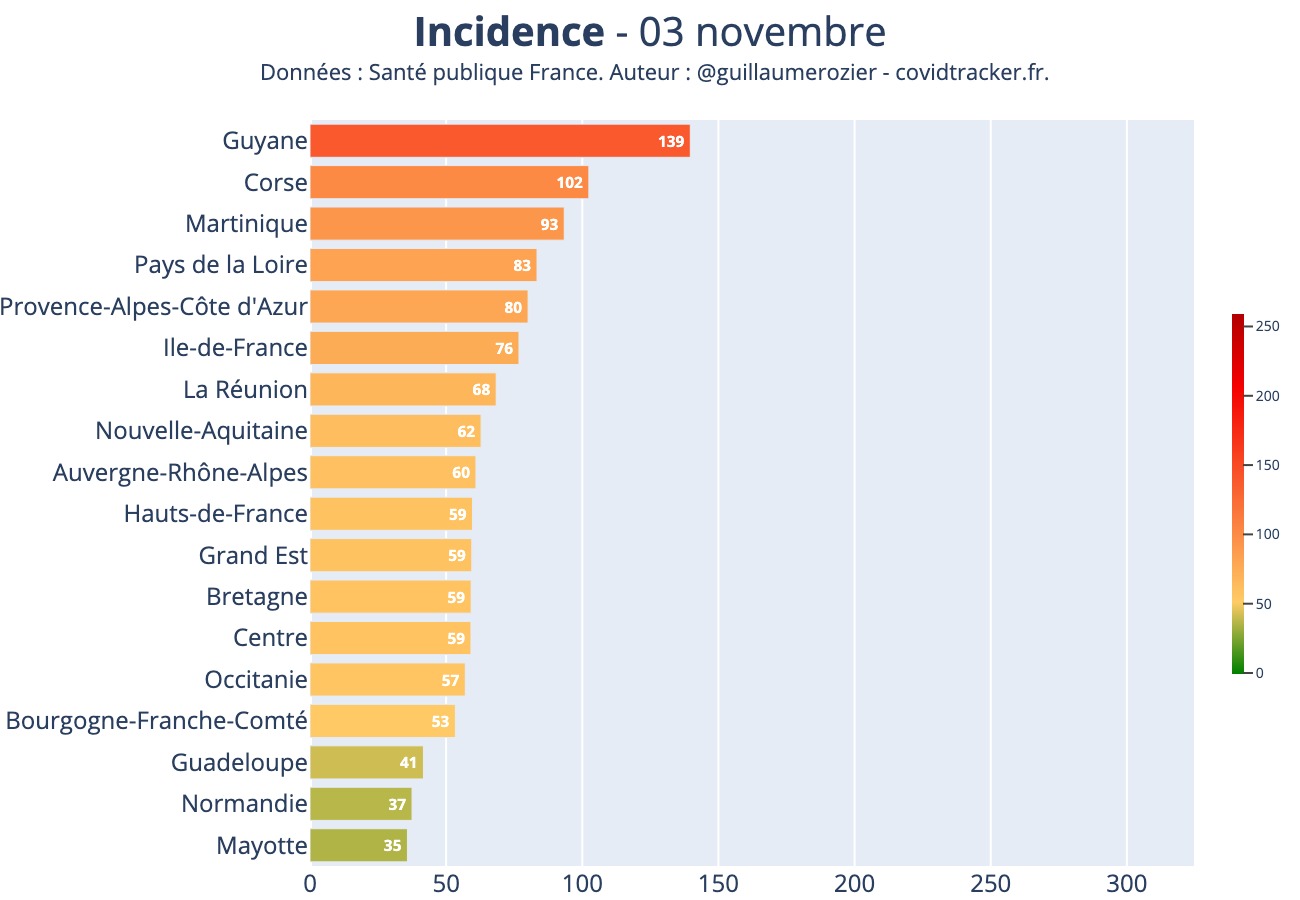 Incidence - 03 novembre
Données : Santé publique France. Auteur : @guillaumerozier - covidtracker.fr.
Guyane 139
Corse 102
Martinique 93
Pays de la Loire 83
Provence-Alpes-Côte d'Azur 80
Ile-de-France 76
La Réunion 68
Nouvelle-Aquitaine 62
Auvergne-Rhône-Alpes 60
Hauts-de-France 59
Grand Est 59
Bretagne 59
Centre 59
Occitanie 57
Bourgogne-Franche-Comté 53
Guadeloupe 41
Normandie 37
Mayotte 35
0 50 100 150 200 250 300
250
200
150
100
50
0